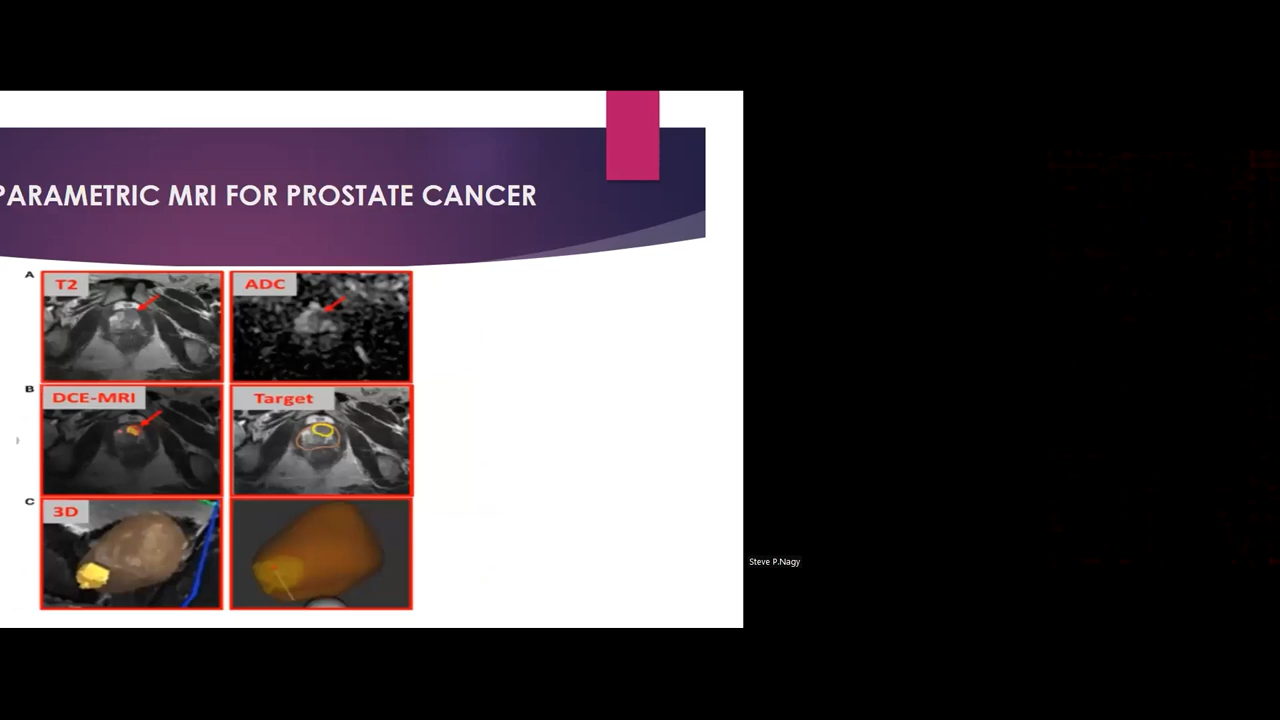 PARAMETRIC MRI FOR PROSTATE CANCER
A
T2
ADC
B
DCE-MRI
Target
C
3D
Steve P.Nagy